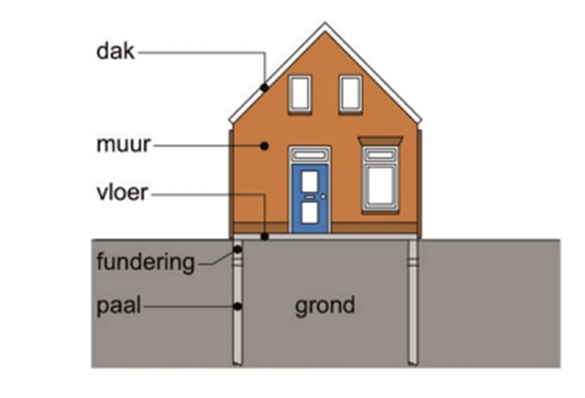 dak
muur
vloer
fundering
paal
grond